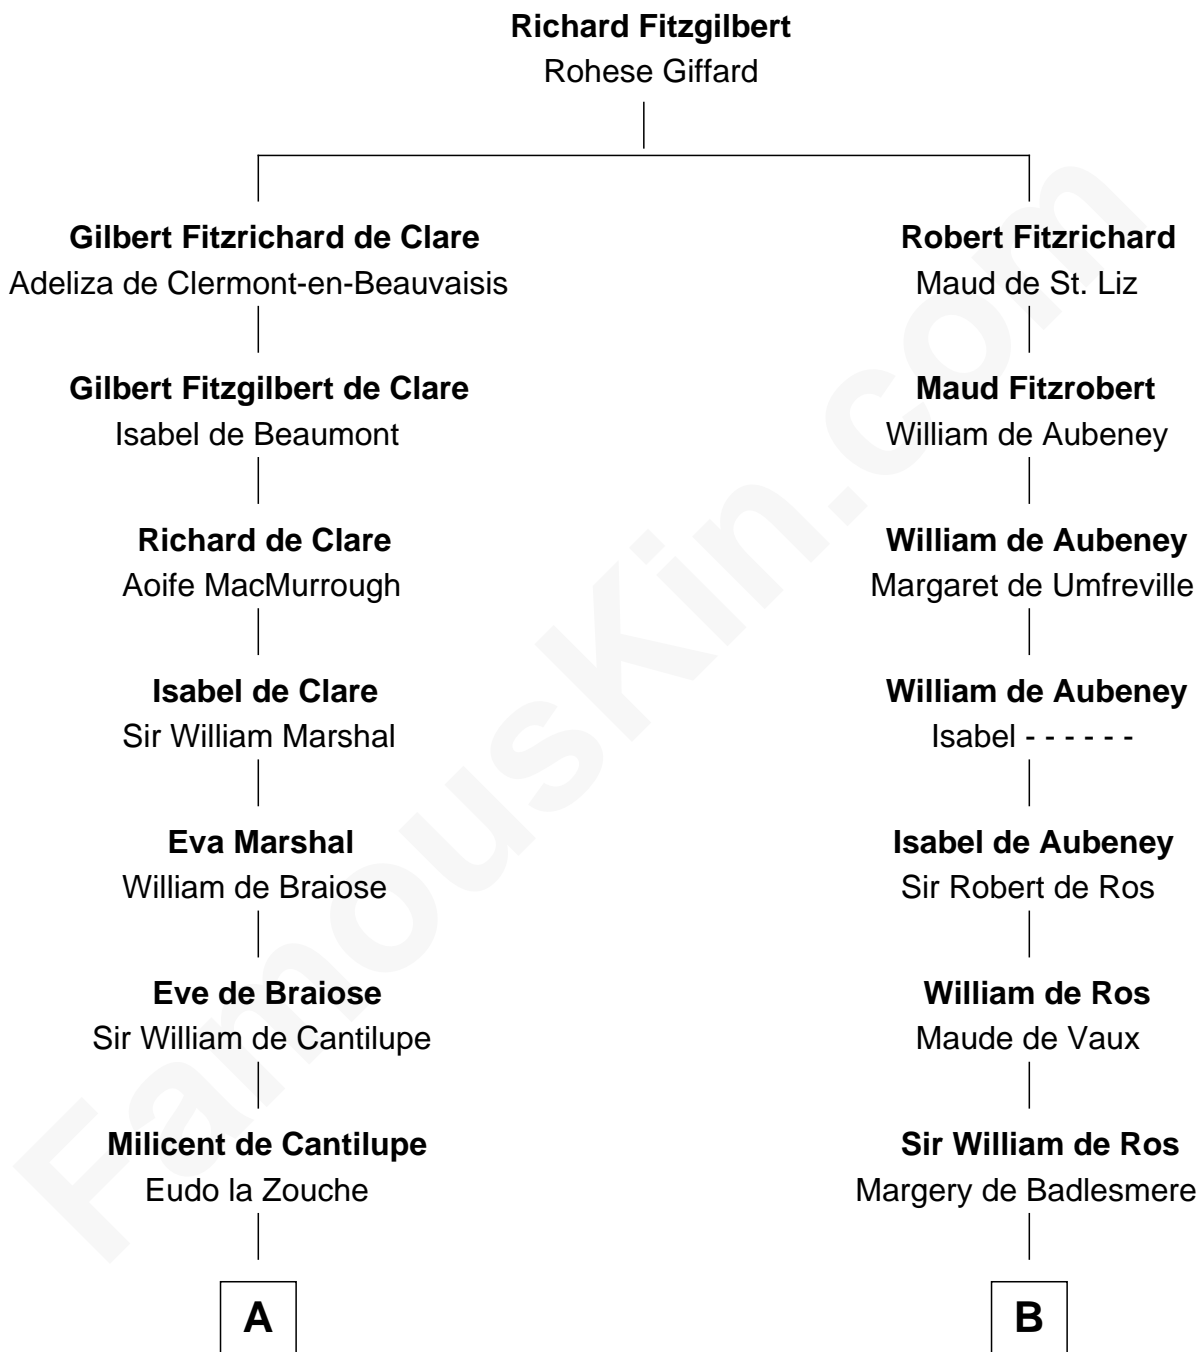 Richard Fitzgilbert
Rohese Giffard
Gilbert Fitzrichard de Clare
Adeliza de Clermont-en-Beauvaisis
Gilbert Fitzgilbert de Clare
Isabel de Beaumont
Richard de Clare
Aoife MacMurrough
Isabel de Clare
Sir William Marshal
Eva Marshal
William de Braiose
Eve de Braiose
Sir William de Cantilupe
Milicent de Cantilupe
Eudo la Zouche
A
Robert Fitzrichard
Maud de St. Liz
Maud Fitzrobert
William de Aubeney
William de Aubeney
Margaret de Umfreville
William de Aubeney
Isabel - - - - - -
Isabel de Aubeney
Sir Robert de Ros
William de Ros
Maude de Vaux
Sir William de Ros
Margery de Badlesmere
B
FamousKin.com